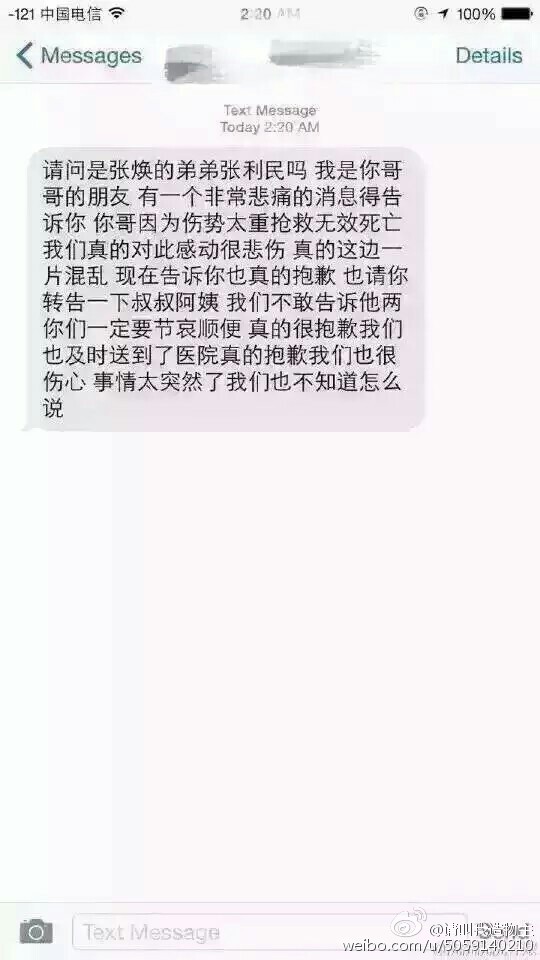 -121 中国电信 2:20 AM 100%
Messages Details
Text Message
Today 2:20 AM
请问是张焕的弟弟张利民吗 我是你哥
哥的朋友 有一个非常悲痛的消息得告
诉你 你哥因为伤势太重抢救无效死亡
我们真的对此感动很悲伤 真的这边一
片混乱 现在告诉你也真的抱歉 也请你
转告一下叔叔阿姨 我们不敢告诉他两
你们一定要节哀顺便 真的很抱歉我们
也及时送到了医院真的抱歉我们也很
伤心 事情太突然了我们也不知道怎么
说
Text Message Send
weibo.com/u/5059140210